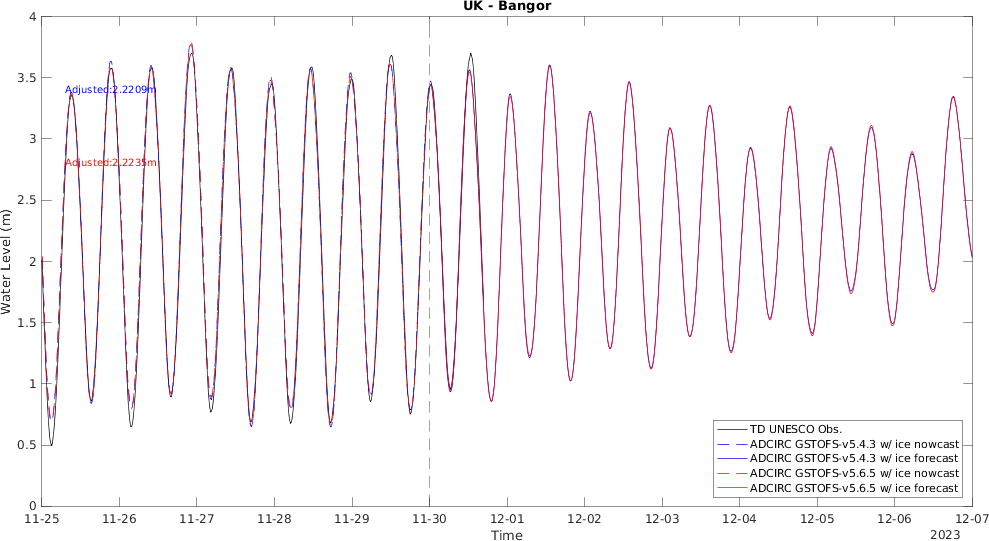 UK - Bangor
4
3.5
3
2.5
2
1.5
1
0.5
0
Water Level (m)
Adjusted:2.2209m
Adjusted:2.2235m
TD UNESCO Obs.
ADCIRC GSTOFS-v5.4.3 w/ ice nowcast
ADCIRC GSTOFS-v5.4.3 w/ ice forecast
ADCIRC GSTOFS-v5.6.5 w/ ice nowcast
ADCIRC GSTOFS-v5.6.5 w/ ice forecast
11-25 11-26 11-27 11-28 11-29 11-30 12-01 12-02 12-03 12-04 12-05 12-06 12-07
Time
2023